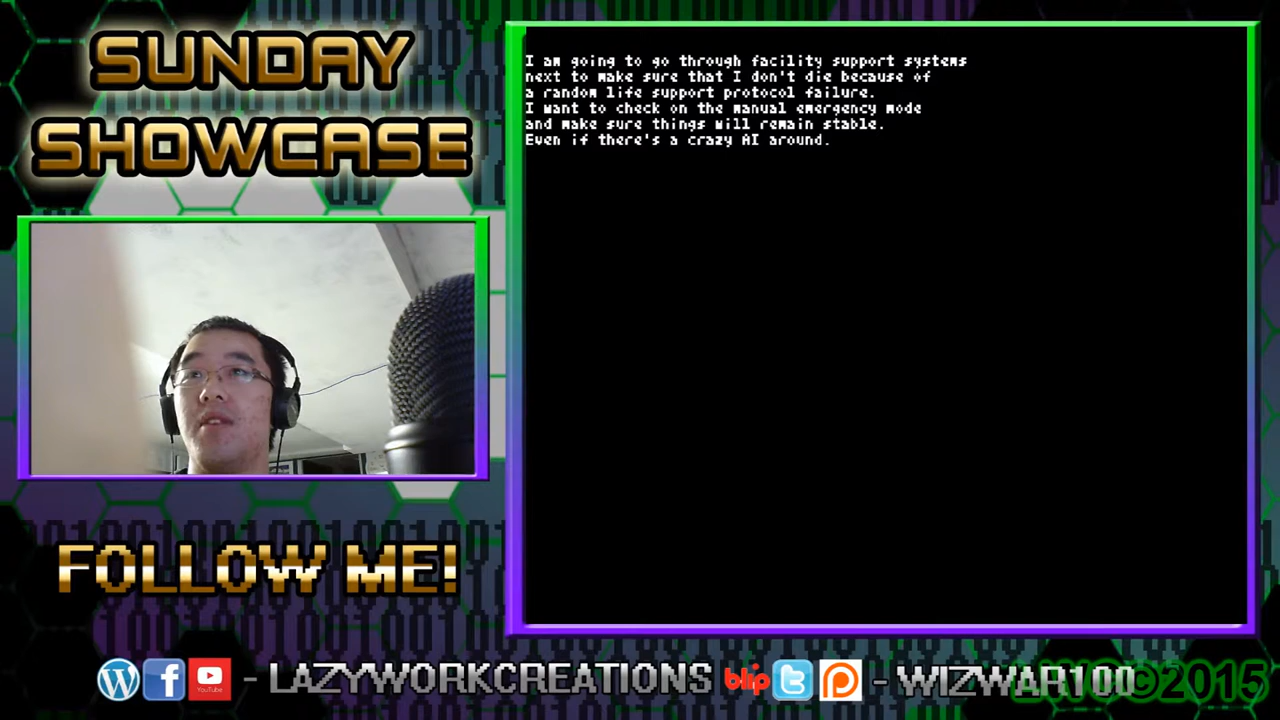 SUNDAY
SHOWCASE
I am going to go through facility support systems
next to make sure that I don't die because of
a random life support protocol failure.
I want to check on the manual emergency mode
and make sure things will remain stable.
Even if there's a crazy AI around.
FOLLOW ME!
YouTube - LAZYWORKCREATIONS blip - WIZWAR100
©2015